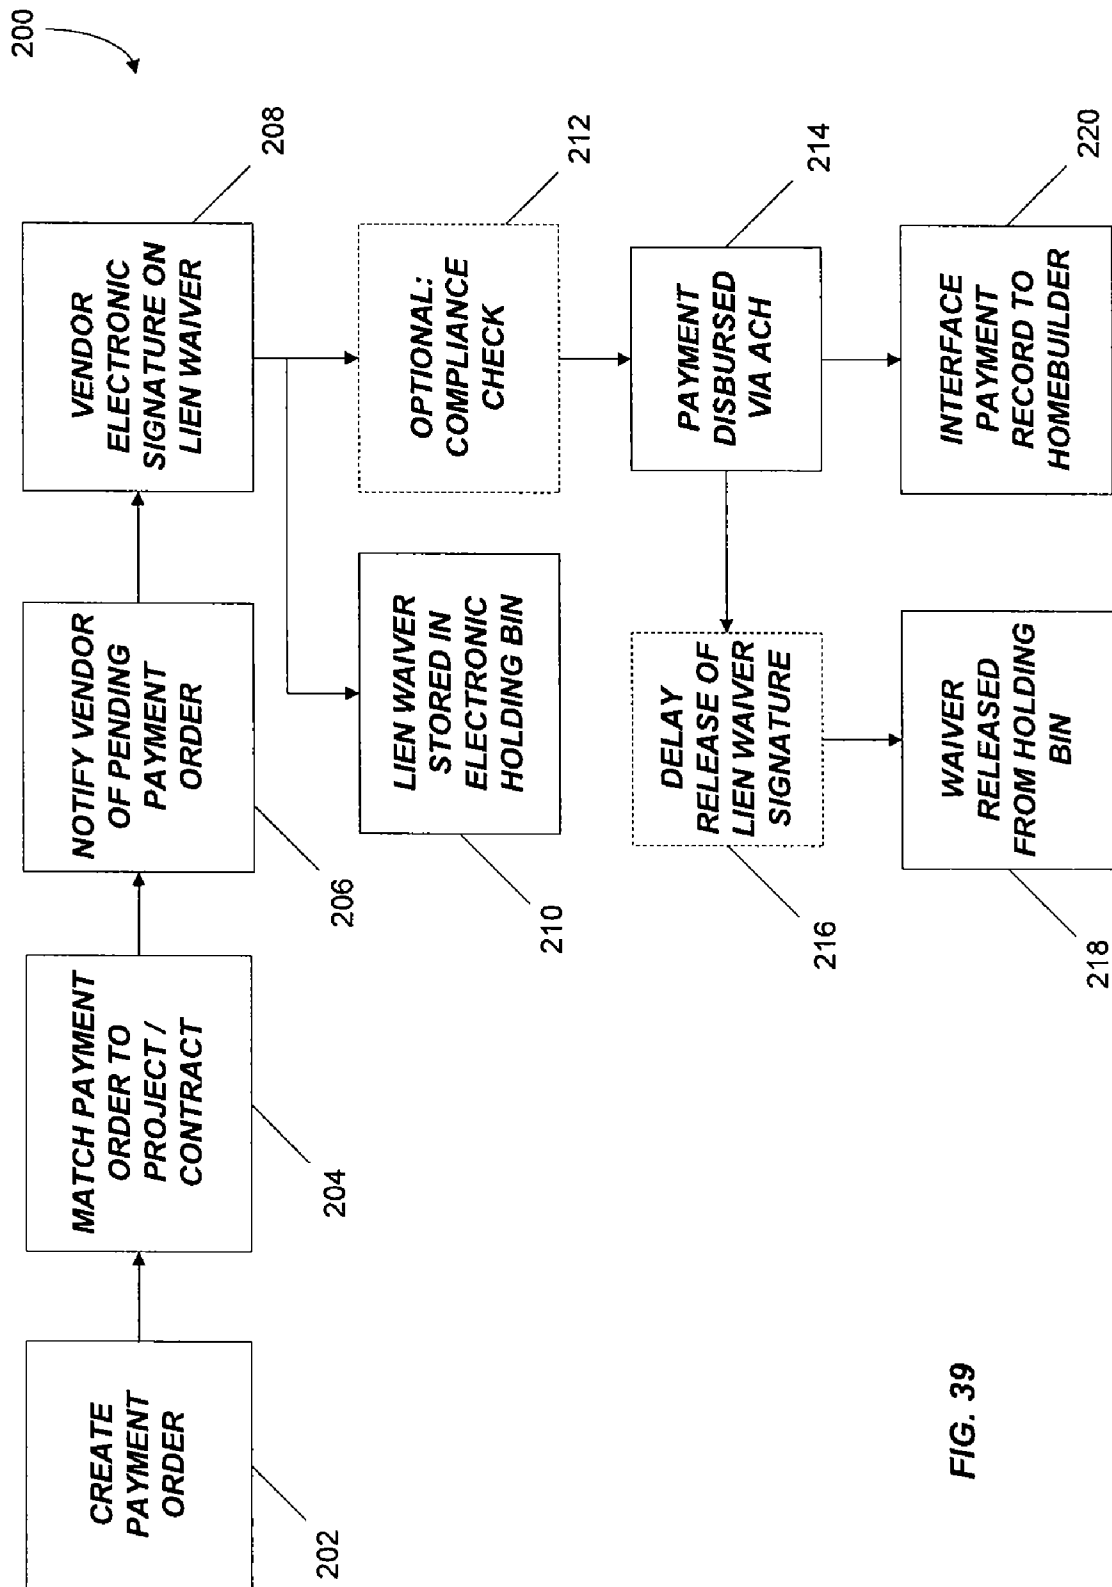 200
CREATE
PAYMENT
ORDER
202
MATCH PAYMENT
ORDER TO
PROJECT /
CONTRACT
204
NOTIFY VENDOR
OF PENDING
PAYMENT
ORDER
206
VENDOR
ELECTRONIC
SIGNATURE ON
LIEN WAIVER
208
LIEN WAIVER
STORED IN
ELECTRONIC
HOLDING BIN
210
OPTIONAL:
COMPLIANCE
CHECK
212
PAYMENT
DISBURSED
VIA ACH
214
DELAY
RELEASE OF
LIEN WAIVER
SIGNATURE
216
WAIVER
RELEASED
FROM HOLDING
BIN
218
INTERFACE
PAYMENT
RECORD TO
HOMEBUILDER
220
FIG. 39